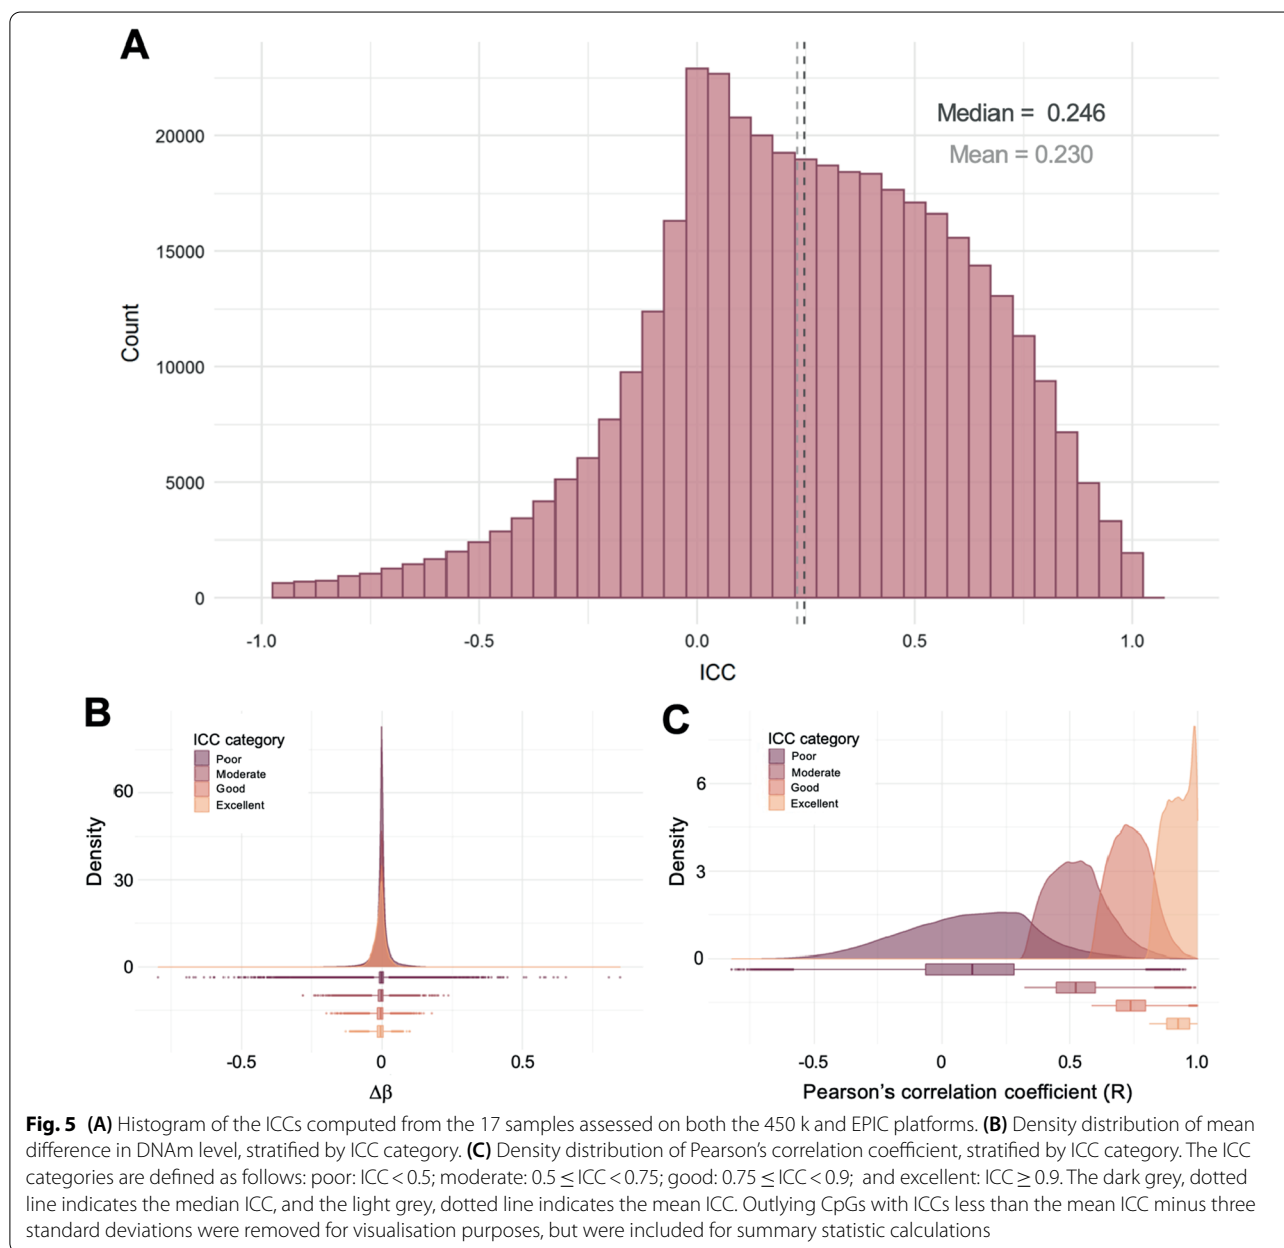 A
Median = 0.246
Mean = 0.230
20000
15000
10000
5000
0
Count
-1.0
-0.5
0.0
0.5
1.0
ICC
B
ICC category
Poor
Moderate
Good
Excellent
60
30
0
Density
-0.5
0
0.5
Δβ
C
ICC category
Poor
Moderate
Good
Excellent
6
3
0
Density
-0.5
0
0.5
1.0
Pearson's correlation coefficient (R)
Fig. 5 (A) Histogram of the ICCs computed from the 17 samples assessed on both the 450 k and EPIC platforms. (B) Density distribution of mean
difference in DNAm level, stratified by ICC category. (C) Density distribution of Pearson's correlation coefficient, stratified by ICC category. The ICC
categories are defined as follows: poor: ICC < 0.5; moderate: 0.5 ≤ ICC < 0.75; good: 0.75 ≤ ICC < 0.9; and excellent: ICC ≥ 0.9. The dark grey, dotted
line indicates the median ICC, and the light grey, dotted line indicates the mean ICC. Outlying CpGs with ICCs less than the mean ICC minus three
standard deviations were removed for visualisation purposes, but were included for summary statistic calculations